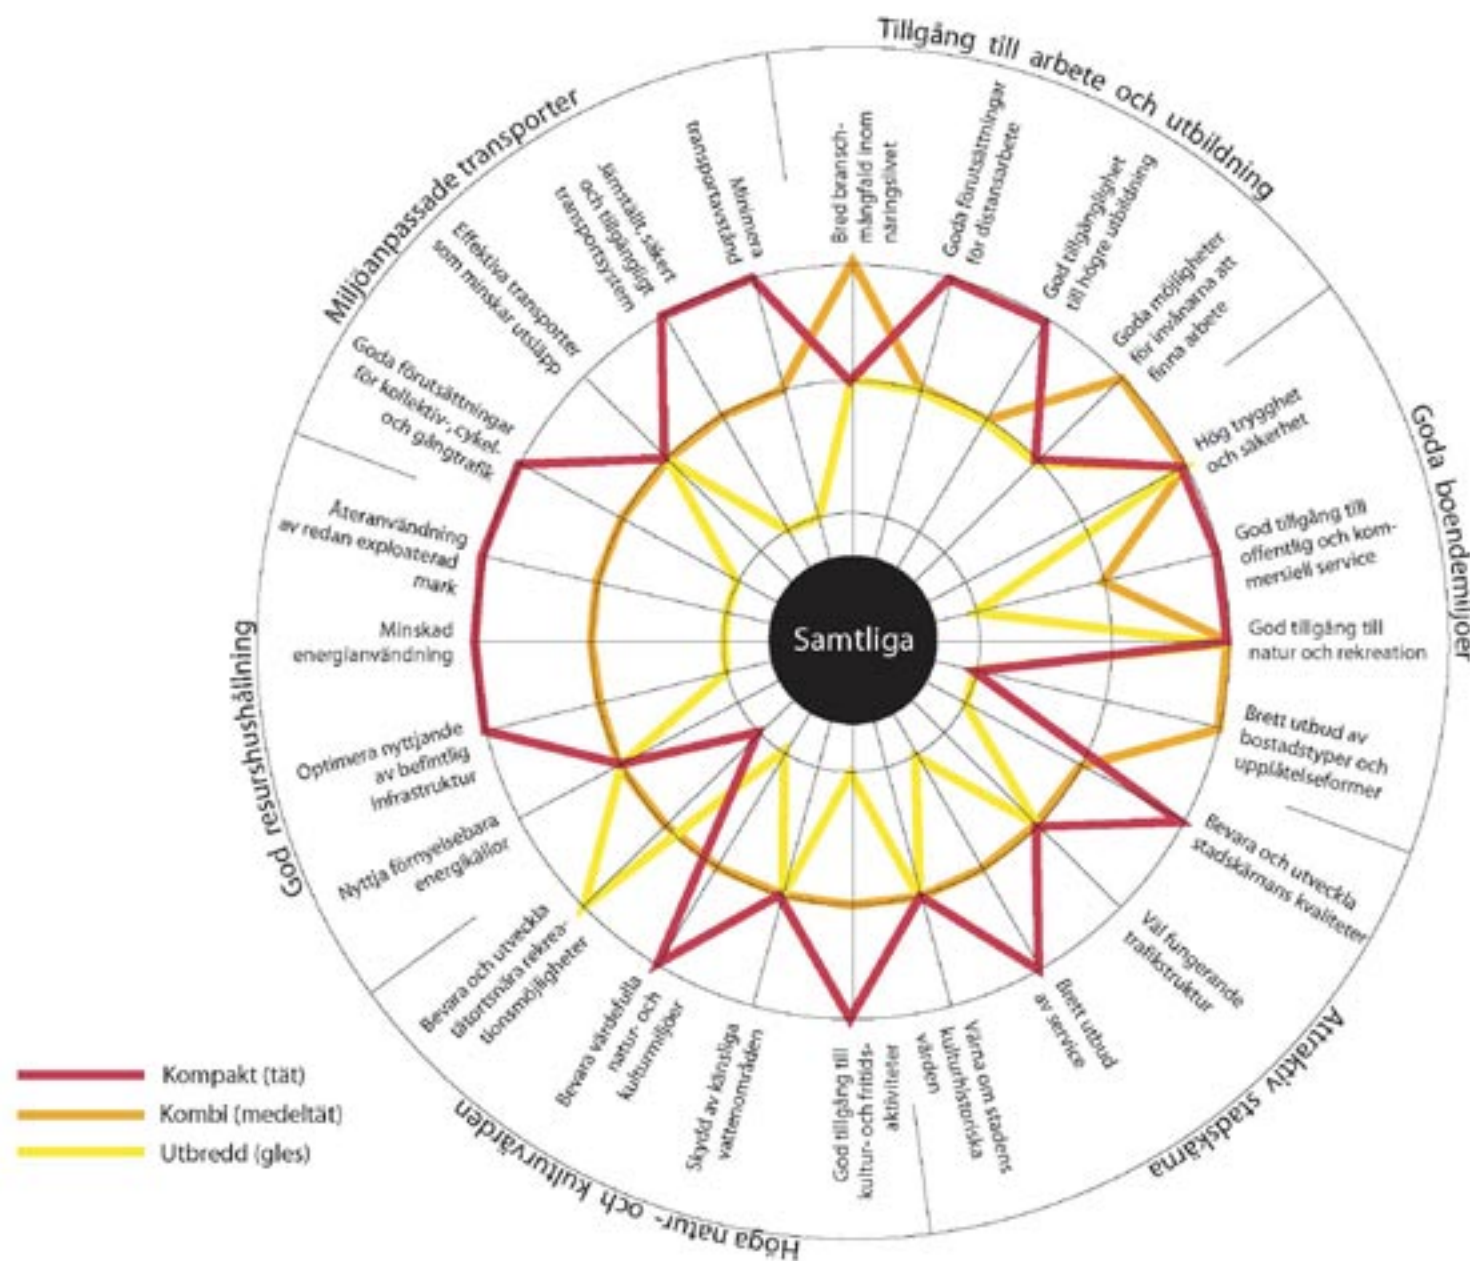 Tillgång till arbete och utbildning
Bred bransch-
mångfald inom
näringslivet
Goda förutsättningar
för distansarbete
God tillgänglighet
till högre utbildning
Goda möjligheter
för invånarna att
finna arbete
Goda boendemiljöer
Hög trygghet
och säkerhet
God tillgång till
offentlig och kom-
mersiell service
God tillgång till
natur och rekreation
Brett utbud av
bostadstyper och
upplåtelseformer
Attraktiv stadskärna
Bevara och utveckla
stadskärnans kvaliteter
Väl fungerande
trafikstruktur
Brett utbud
av service
Värna om stadens
kulturhistoriska
värden
Höga natur- och kulturvärden
God tillgång till
kultur- och fritids-
aktiviteter
Skydd av känsliga
vattenområden
Bevara värdefulla
natur- och
kulturmiljöer
Bevara och utveckla
tätortsnära rekrea-
tionsmöjligheter
God resurshushållning
Nyttja förnyelsebara
energikällor
Optimera nyttjande
av befintlig
infrastruktur
Minskad
energianvändning
Återanvändning
av redan exploaterad
mark
Miljöanpassade transporter
Goda förutsättningar
för kollektiv-, cykel-
och gångtrafik
Effektiva transporter
som minskar utsläpp
Jämställt, säkert
och tillgängligt
transportsystem
Minimera
transportavstånd
Samtliga
Kompakt (tät)
Kombi (medeltät)
Utbredd (gles)